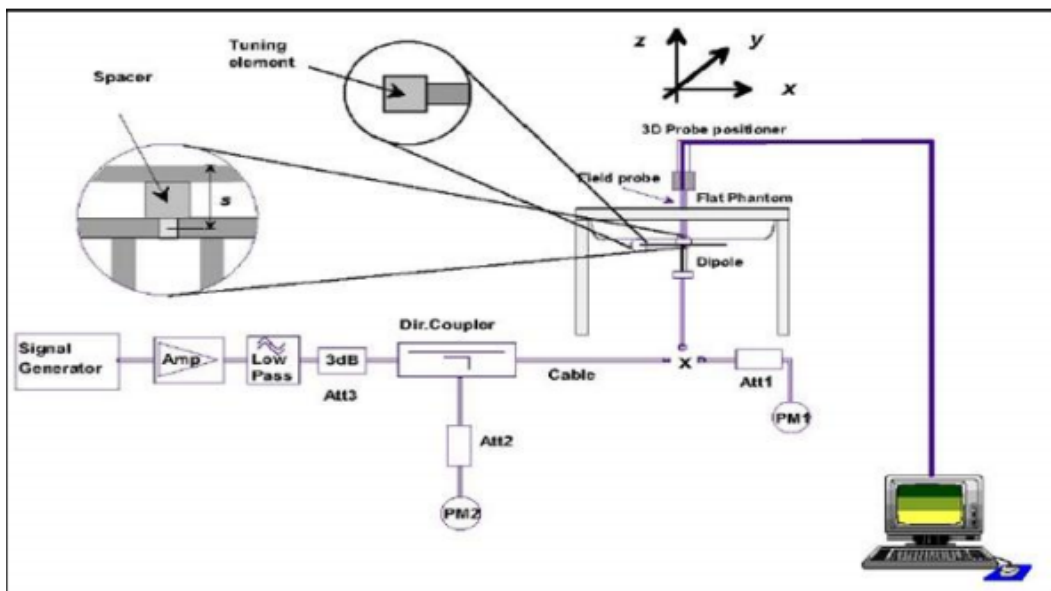 Tuning
element
Spacer
s
z
y
x
3D Probe positioner
Field probe
Flat Phantom
Dipole
Dir.Coupler
Signal
Generator
Amp
Low
Pass
3dB
Att3
Cable
x
Att1
PM1
Att2
PM2